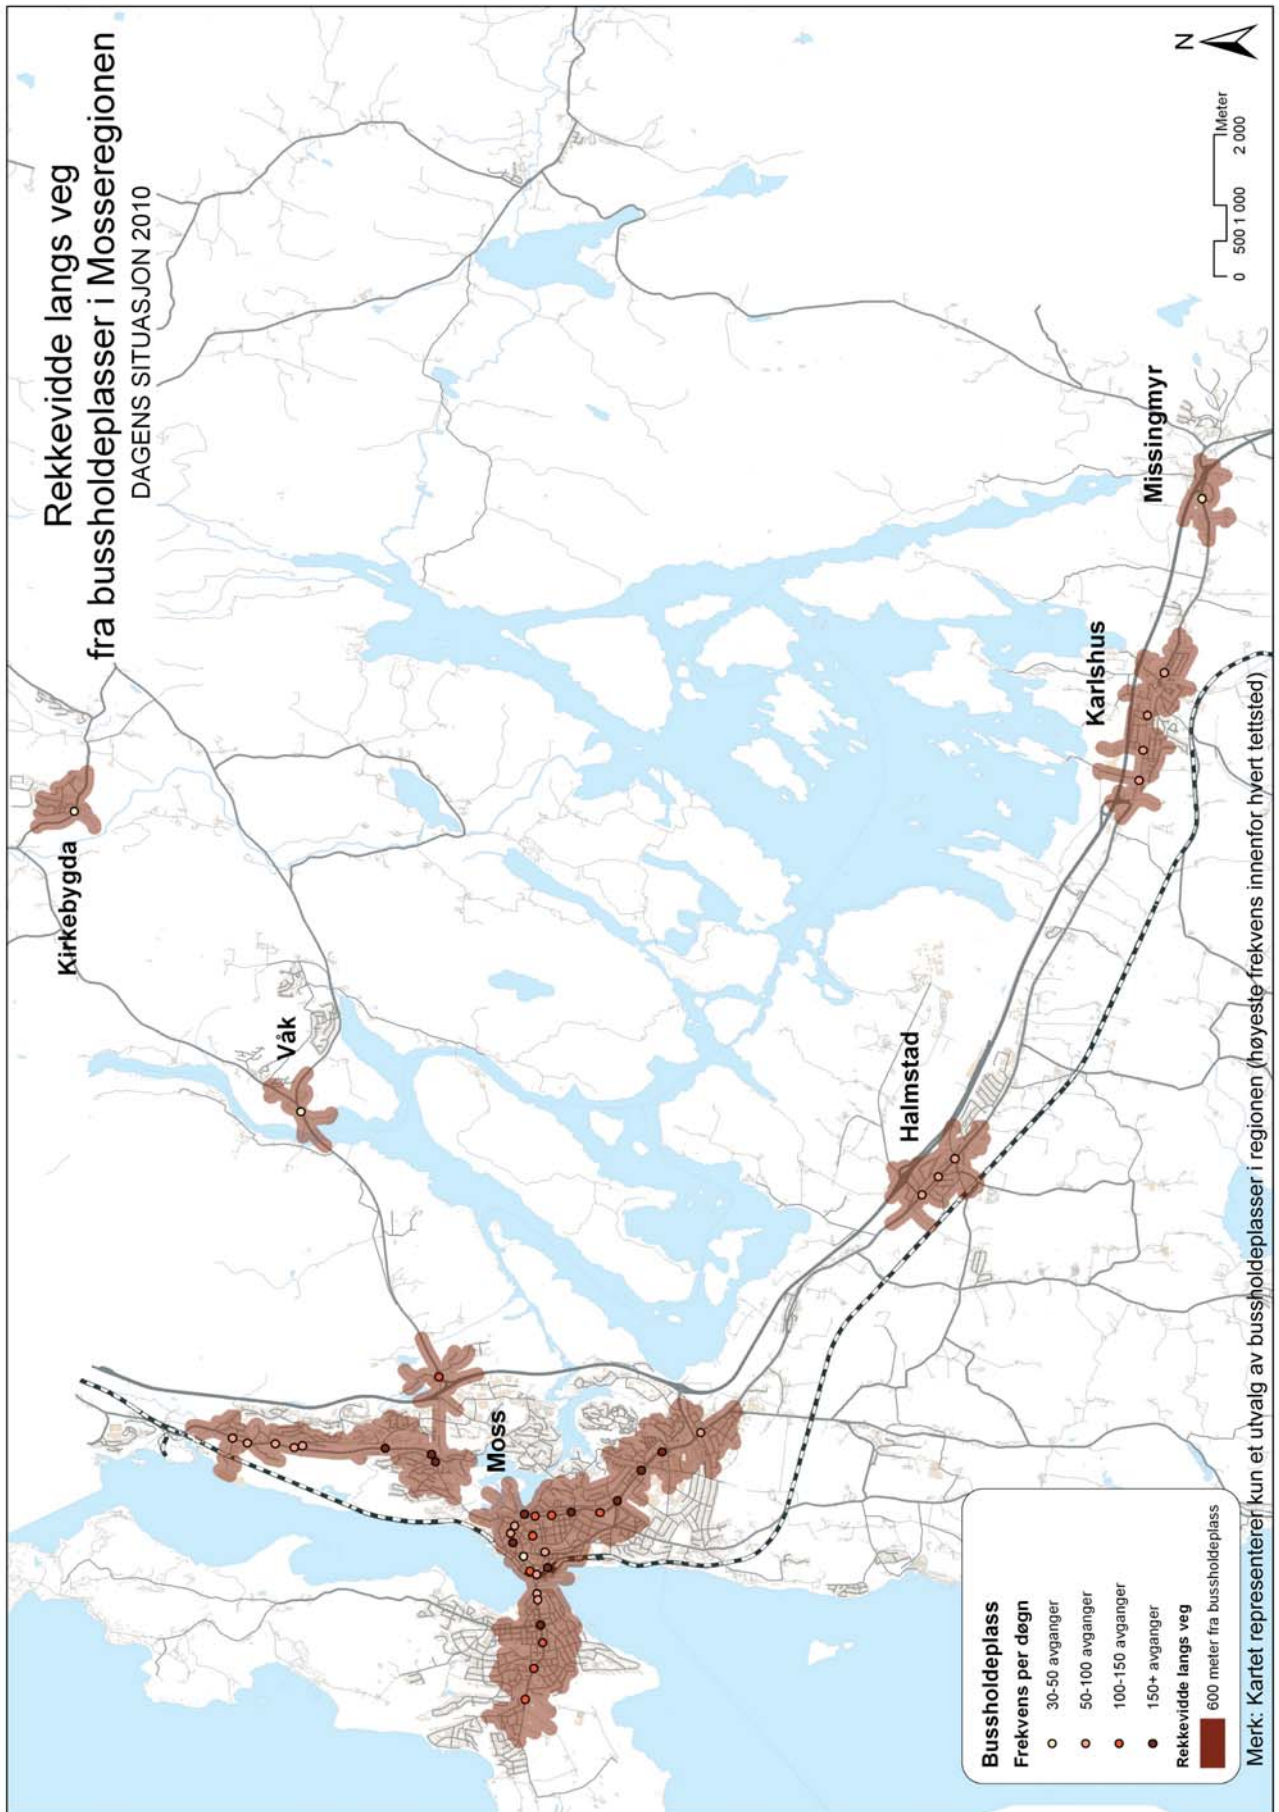 Rekkevidde langs veg
fra bussholdeplasser i Mosseregionen
DAGENS SITUASJON 2010
Kirkebygda
Våk
Moss
Halmstad
Karlshus
Missingmyr
N
Meter
0 500 1 000 2 000
Bussholdeplass
Frekvens per døgn
30-50 avganger
50-100 avganger
100-150 avganger
150+ avganger
Rekkevidde langs veg
600 meter fra bussholdeplass
Merk: Kartet representerer kun et utvalg av bussholdeplasser i regionen (høyeste frekvens innenfor hvert tettsted)